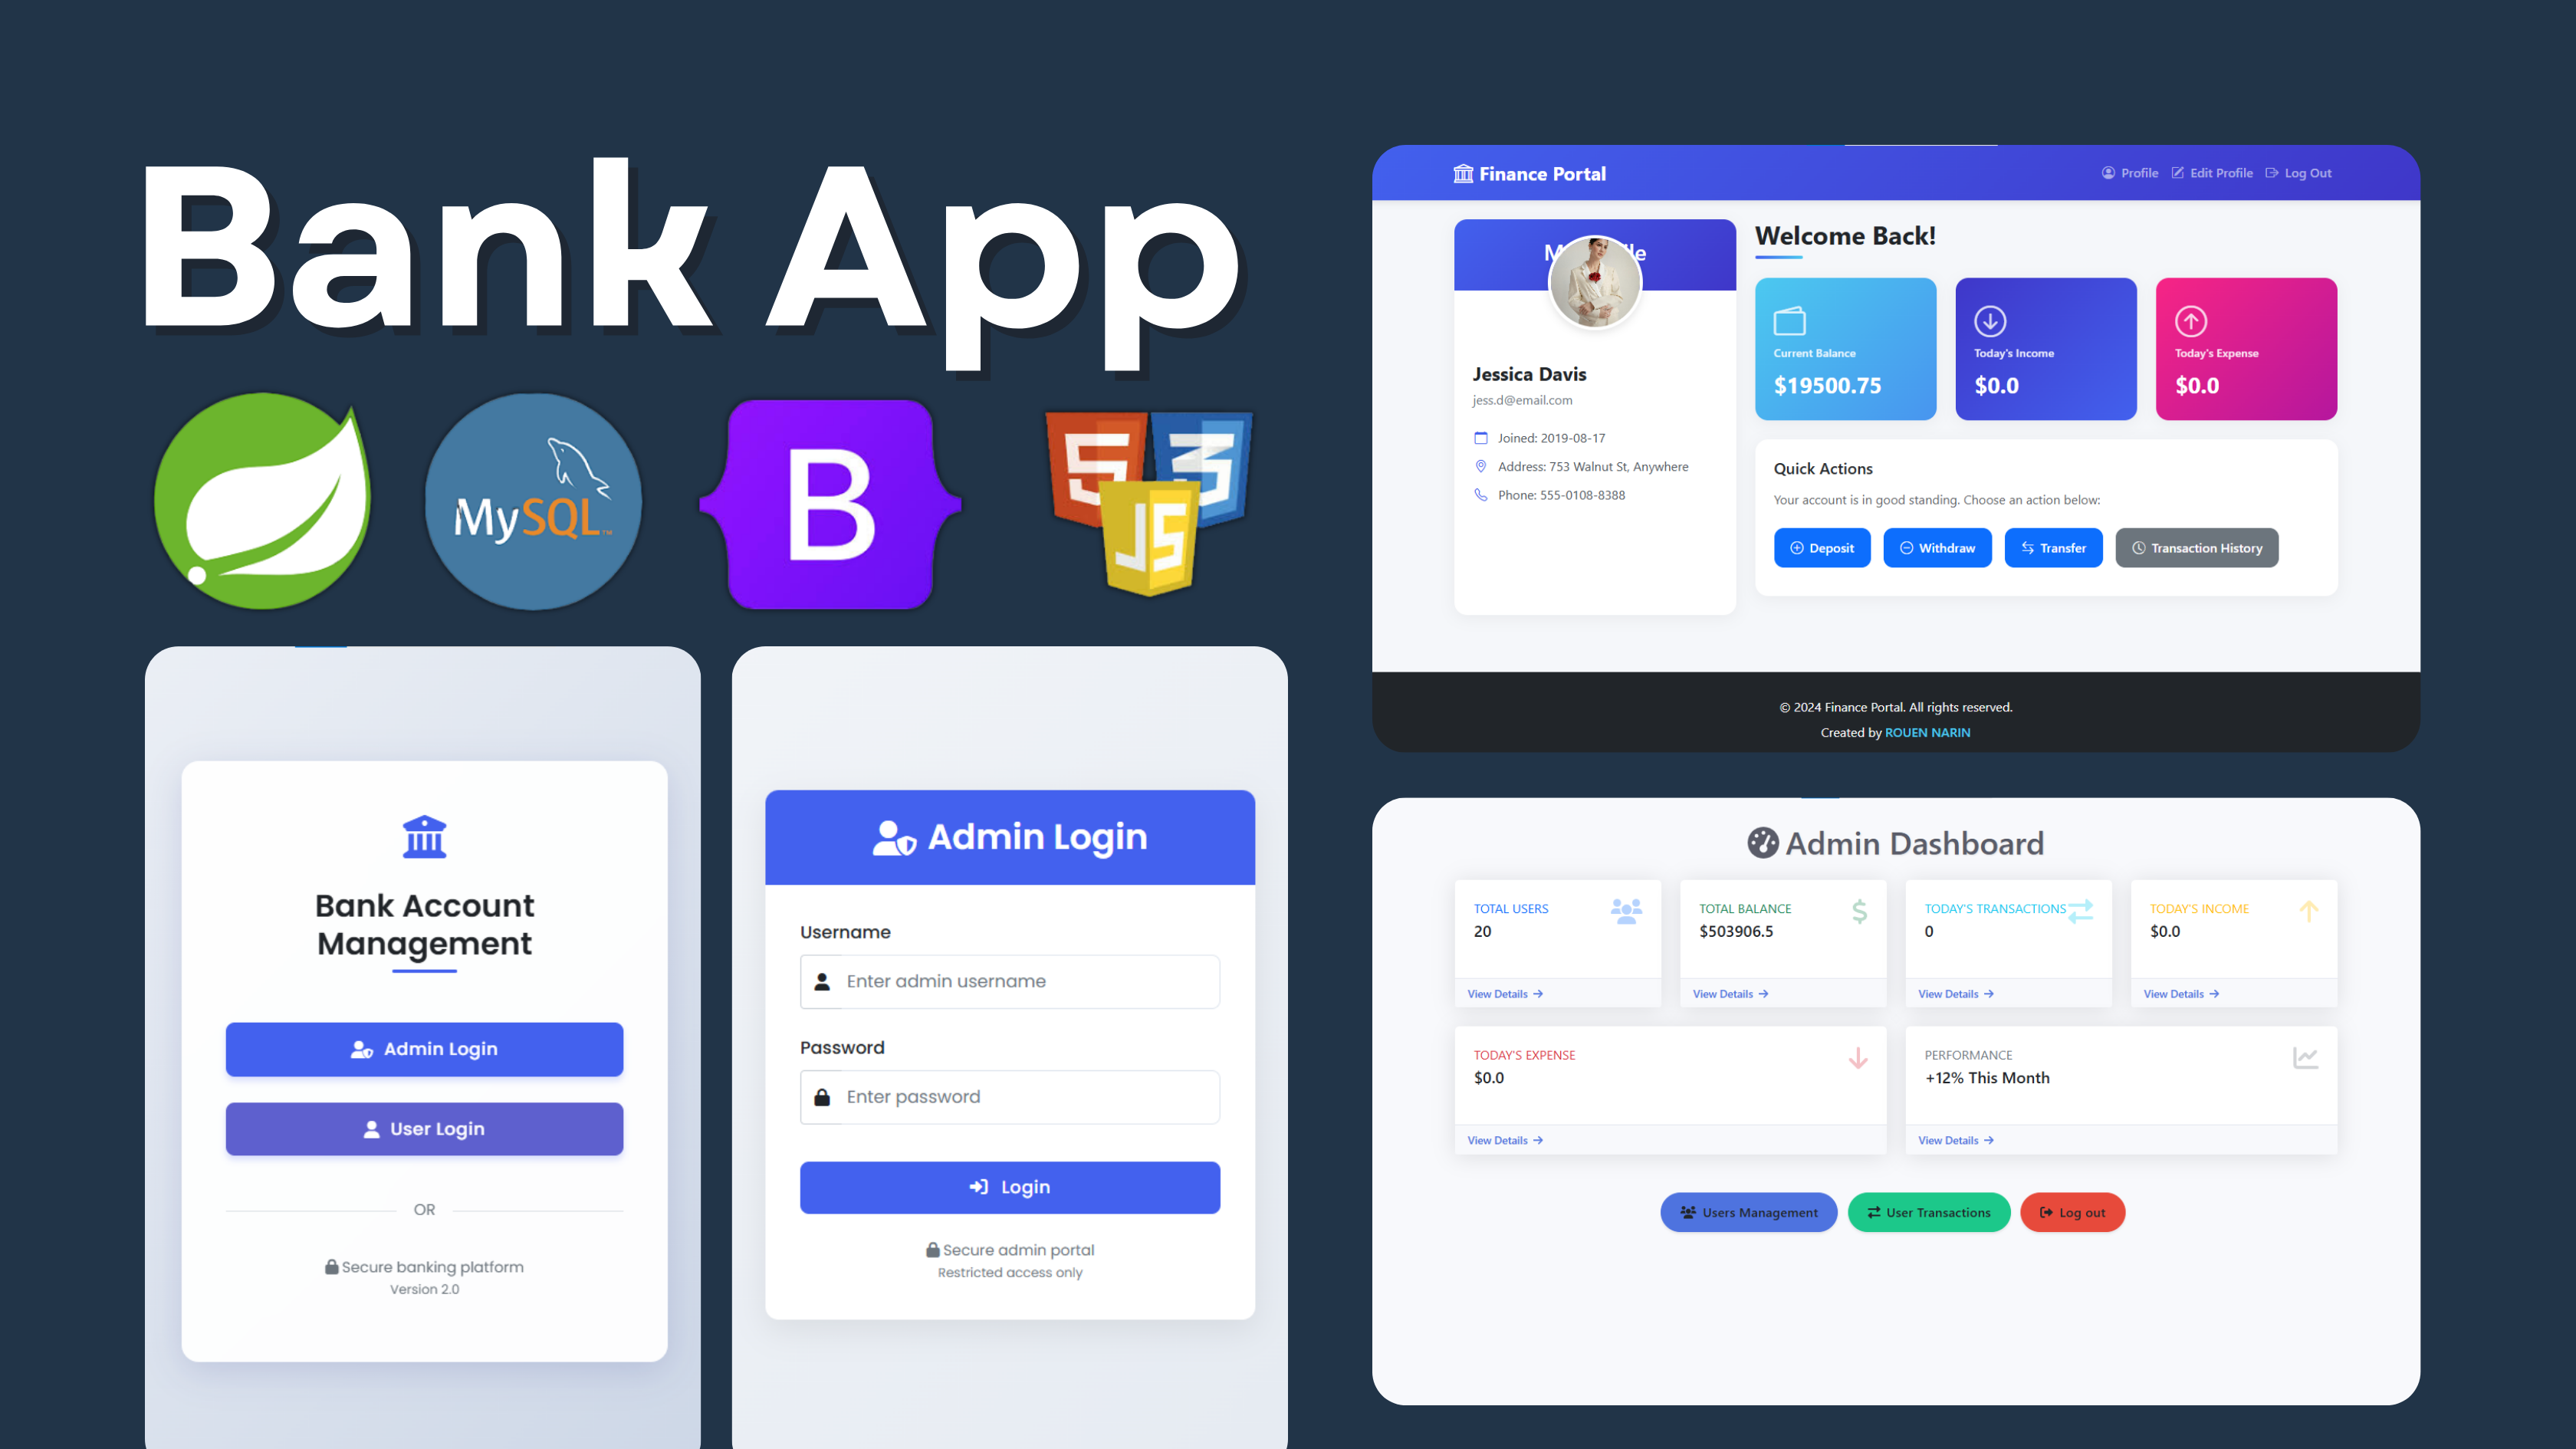 Bank App
MySQL™
B
5
3
JS
Bank Account
Management
Admin Login
User Login
OR
Secure banking platform
Version 2.0
Admin Login
Username
Enter admin username
Password
Enter password
Login
Secure admin portal
Restricted access only
Finance Portal
Profile
Edit Profile
Log Out
Jessica Davis
jess.d@email.com
Joined: 2019-08-17
Address: 753 Walnut St, Anywhere
Phone: 555-0108-8388
Welcome Back!
Current Balance
$19500.75
Today's Income
$0.0
Today's Expense
$0.0
Quick Actions
Your account is in good standing. Choose an action below:
Deposit
Withdraw
Transfer
Transaction History
© 2024 Finance Portal. All rights reserved.
Created by ROUEN NARIN
Admin Dashboard
TOTAL USERS
20
View Details
TOTAL BALANCE
$503906.5
View Details
TODAY'S TRANSACTIONS
0
View Details
TODAY'S INCOME
$0.0
View Details
TODAY'S EXPENSE
$0.0
View Details
PERFORMANCE
+12% This Month
View Details
Users Management
User Transactions
Log out